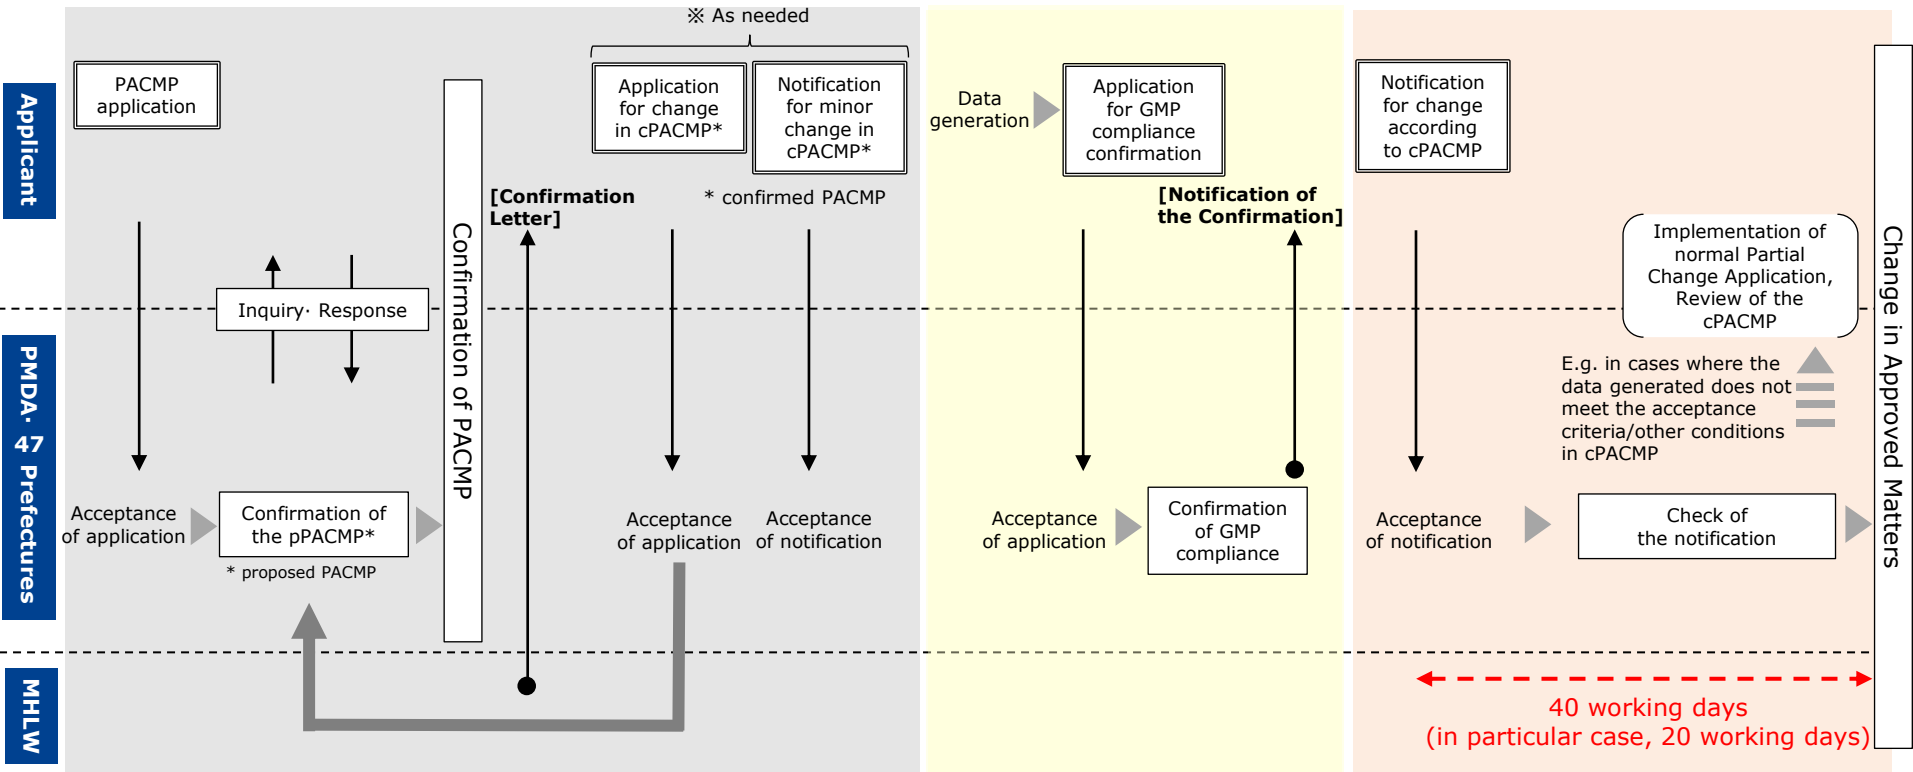 ※ As needed
Applicant
PACMP
application
Application
for change
in cPACMP*
Notification
for minor
change in
cPACMP*
* confirmed PACMP
[Confirmation
Letter]
Inquiry· Response
Confirmation of PACMP
Data
generation
Application
for GMP
compliance
confirmation
[Notification of
the Confirmation]
Notification
for change
according
to cPACMP
Implementation of
normal Partial
Change Application,
Review of the
cPACMP
E.g. in cases where the
data generated does not
meet the acceptance
criteria/other conditions
in cPACMP
Change in Approved Matters
PMDA· 47 Prefectures
Acceptance
of application
Confirmation of
the pPACMP*
* proposed PACMP
Acceptance
of application
Acceptance
of notification
Acceptance
of application
Confirmation
of GMP
compliance
Acceptance
of notification
Check of
the notification
MHLW
40 working days
(in particular case, 20 working days)